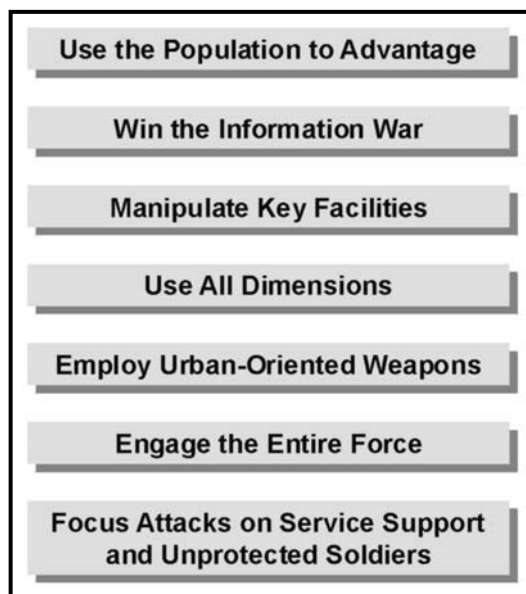 Use the Population to Advantage
Win the Information War
Manipulate Key Facilities
Use All Dimensions
Employ Urban-Oriented Weapons
Engage the Entire Force
Focus Attacks on Service Support
and Unprotected Soldiers